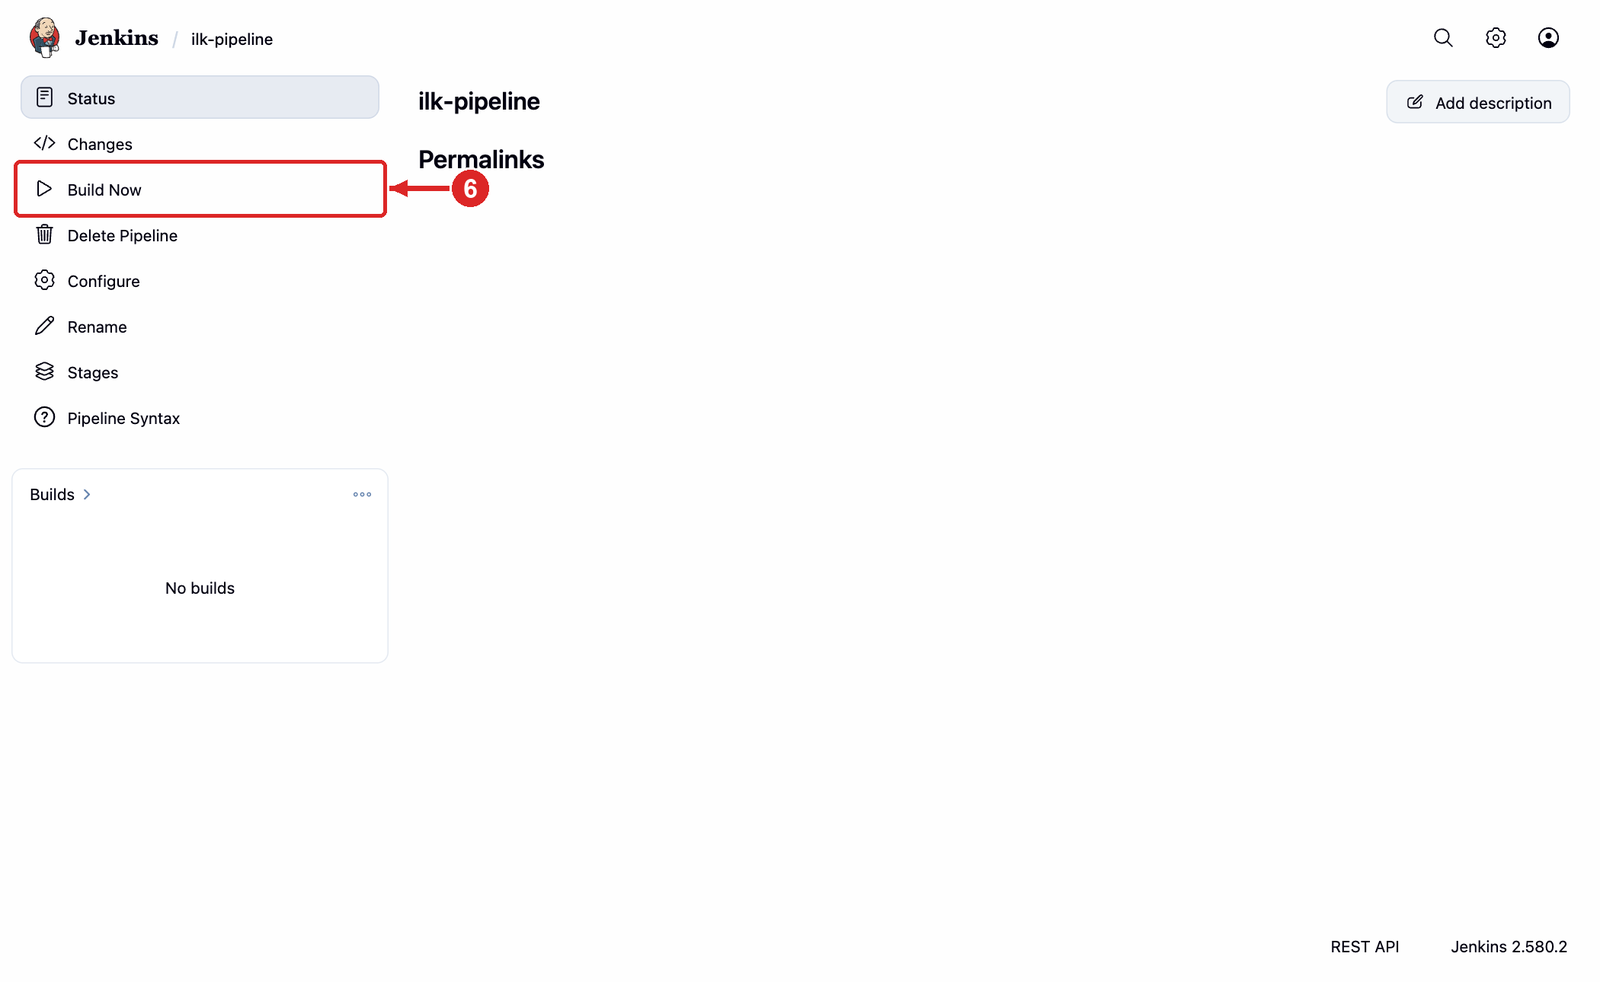 Jenkins / ilk-pipeline
Status
Changes
Build Now
Delete Pipeline
Configure
Rename
Stages
Pipeline Syntax
Builds
No builds
ilk-pipeline
Add description
Permalinks
6
REST API
Jenkins 2.580.2